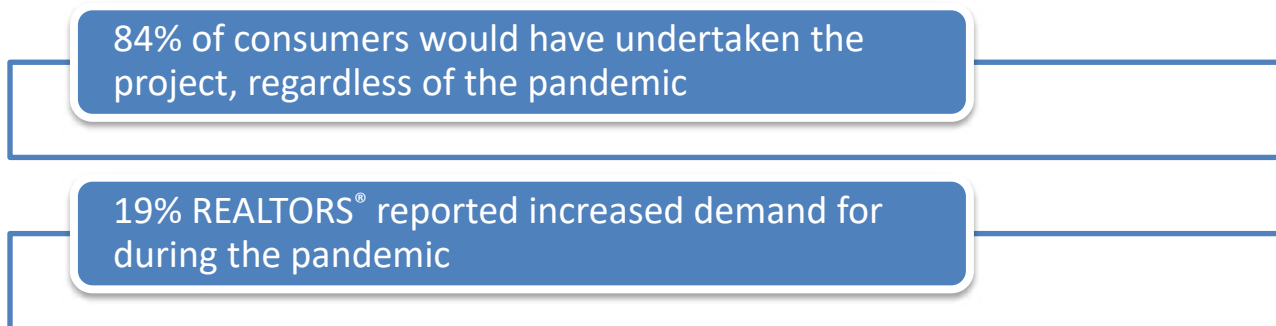 84% of consumers would have undertaken the
project, regardless of the pandemic
19% REALTORS® reported increased demand for
during the pandemic